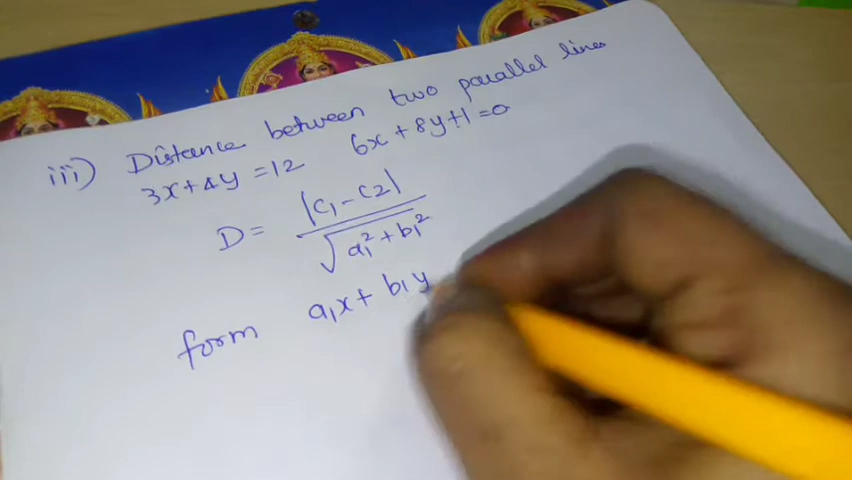 iii) Distance between two parallel lines
3x+4y=12 6x+8y+1=0
D= |c₁-c₂|
√a₁²+b₁²
form a₁x+b₁y